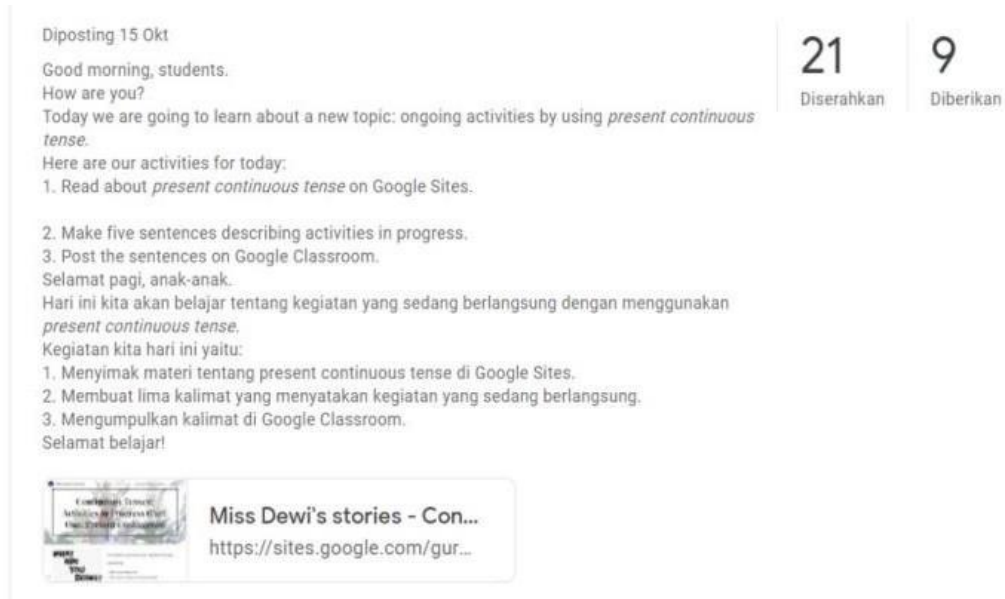 Diposting 15 Okt
21
Diserahkan
9
Diberikan
Good morning, students.
How are you?
Today we are going to learn about a new topic: ongoing activities by using present continuous
tense.
Here are our activities for today:
1. Read about present continuous tense on Google Sites.
2. Make five sentences describing activities in progress.
3. Post the sentences on Google Classroom.
Selamat pagi, anak-anak.
Hari ini kita akan belajar tentang kegiatan yang sedang berlangsung dengan menggunakan
present continuous tense.
Kegiatan kita hari ini yaitu:
1. Menyimak materi tentang present continuous tense di Google Sites.
2. Membuat lima kalimat yang menyatakan kegiatan yang sedang berlangsung.
3. Mengumpulkan kalimat di Google Classroom.
Selamat belajar!
Miss Dewi's stories - Con...
https://sites.google.com/gur...